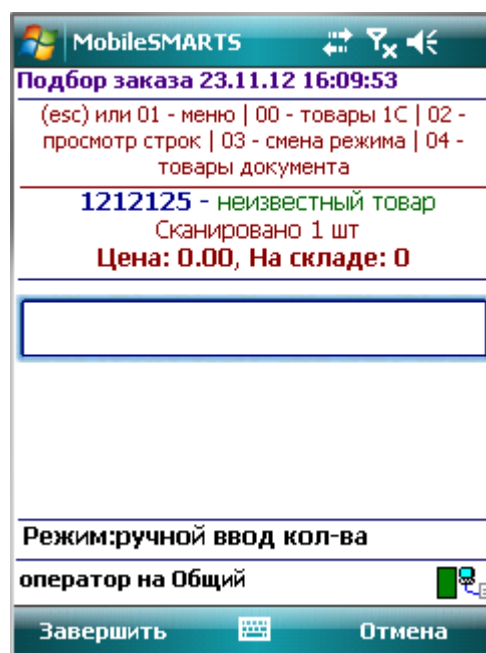 MobileSMARTS
Подбор заказа 23.11.12 16:09:53
(esc) или 01 - меню | 00 - товары 1С | 02 -
просмотр строк | 03 - смена режима | 04 -
товары документа
1212125 - неизвестный товар
Сканировано 1 шт
Цена: 0.00, На складе: 0
Режим:ручной ввод кол-ва
оператор на Общий
Завершить Отмена